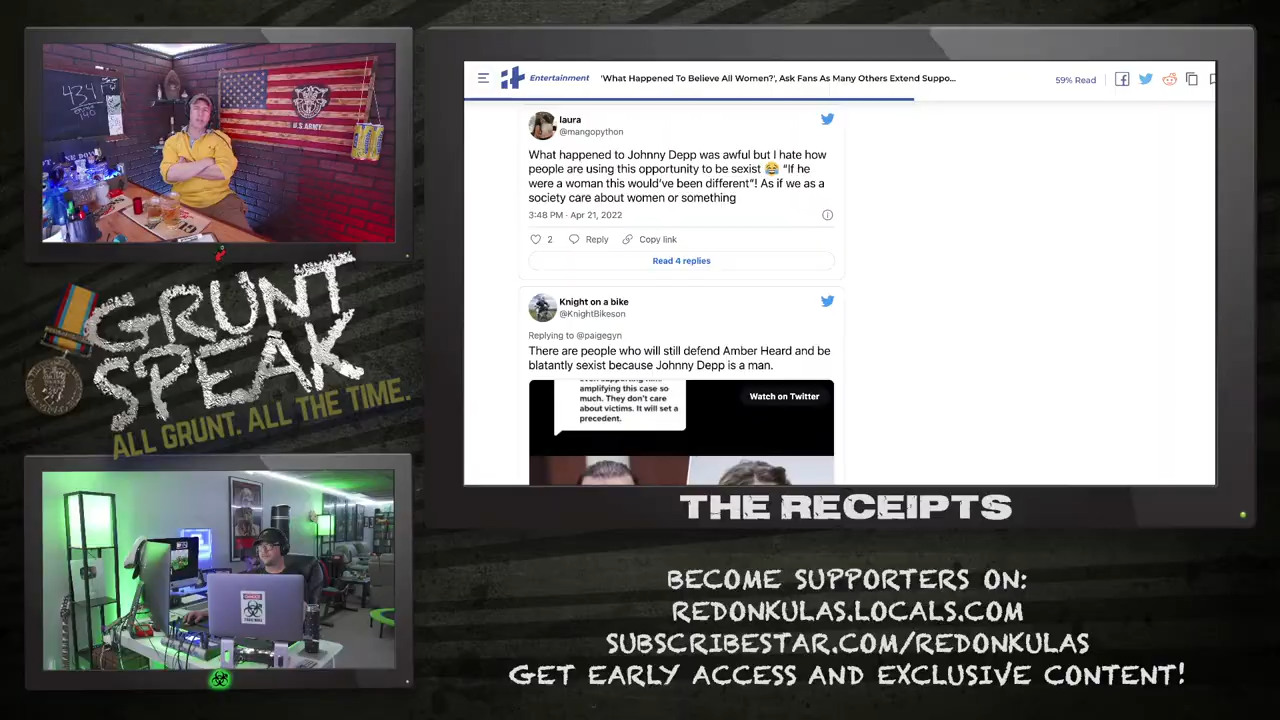 434
U.S. ARMY
GRUNT
SPEAK
ALL GRUNT. ALL THE TIME.
Entertainment
'What Happened To Believe All Women?', Ask Fans As Many Others Extend Suppo...
59% Read
laura
@mangopython
What happened to Johnny Depp was awful but I hate how
people are using this opportunity to be sexist 😂 "If he
were a woman this would've been different"! As if we as a
society care about women or something
3:48 PM · Apr 21, 2022
2
Reply
Copy link
Read 4 replies
Knight on a bike
@KnightBikeson
Replying to @paigegyn
There are people who will still defend Amber Heard and be
blatantly sexist because Johnny Depp is a man.
amplifying this case so
much. They don't care
about victims. It will set a
precedent.
Watch on Twitter
THE RECEIPTS
BECOME SUPPORTERS ON:
REDONKULAS.LOCALS.COM
SUBSCRIBESTAR.COM/REDONKULAS
GET EARLY ACCESS AND EXCLUSIVE CONTENT!